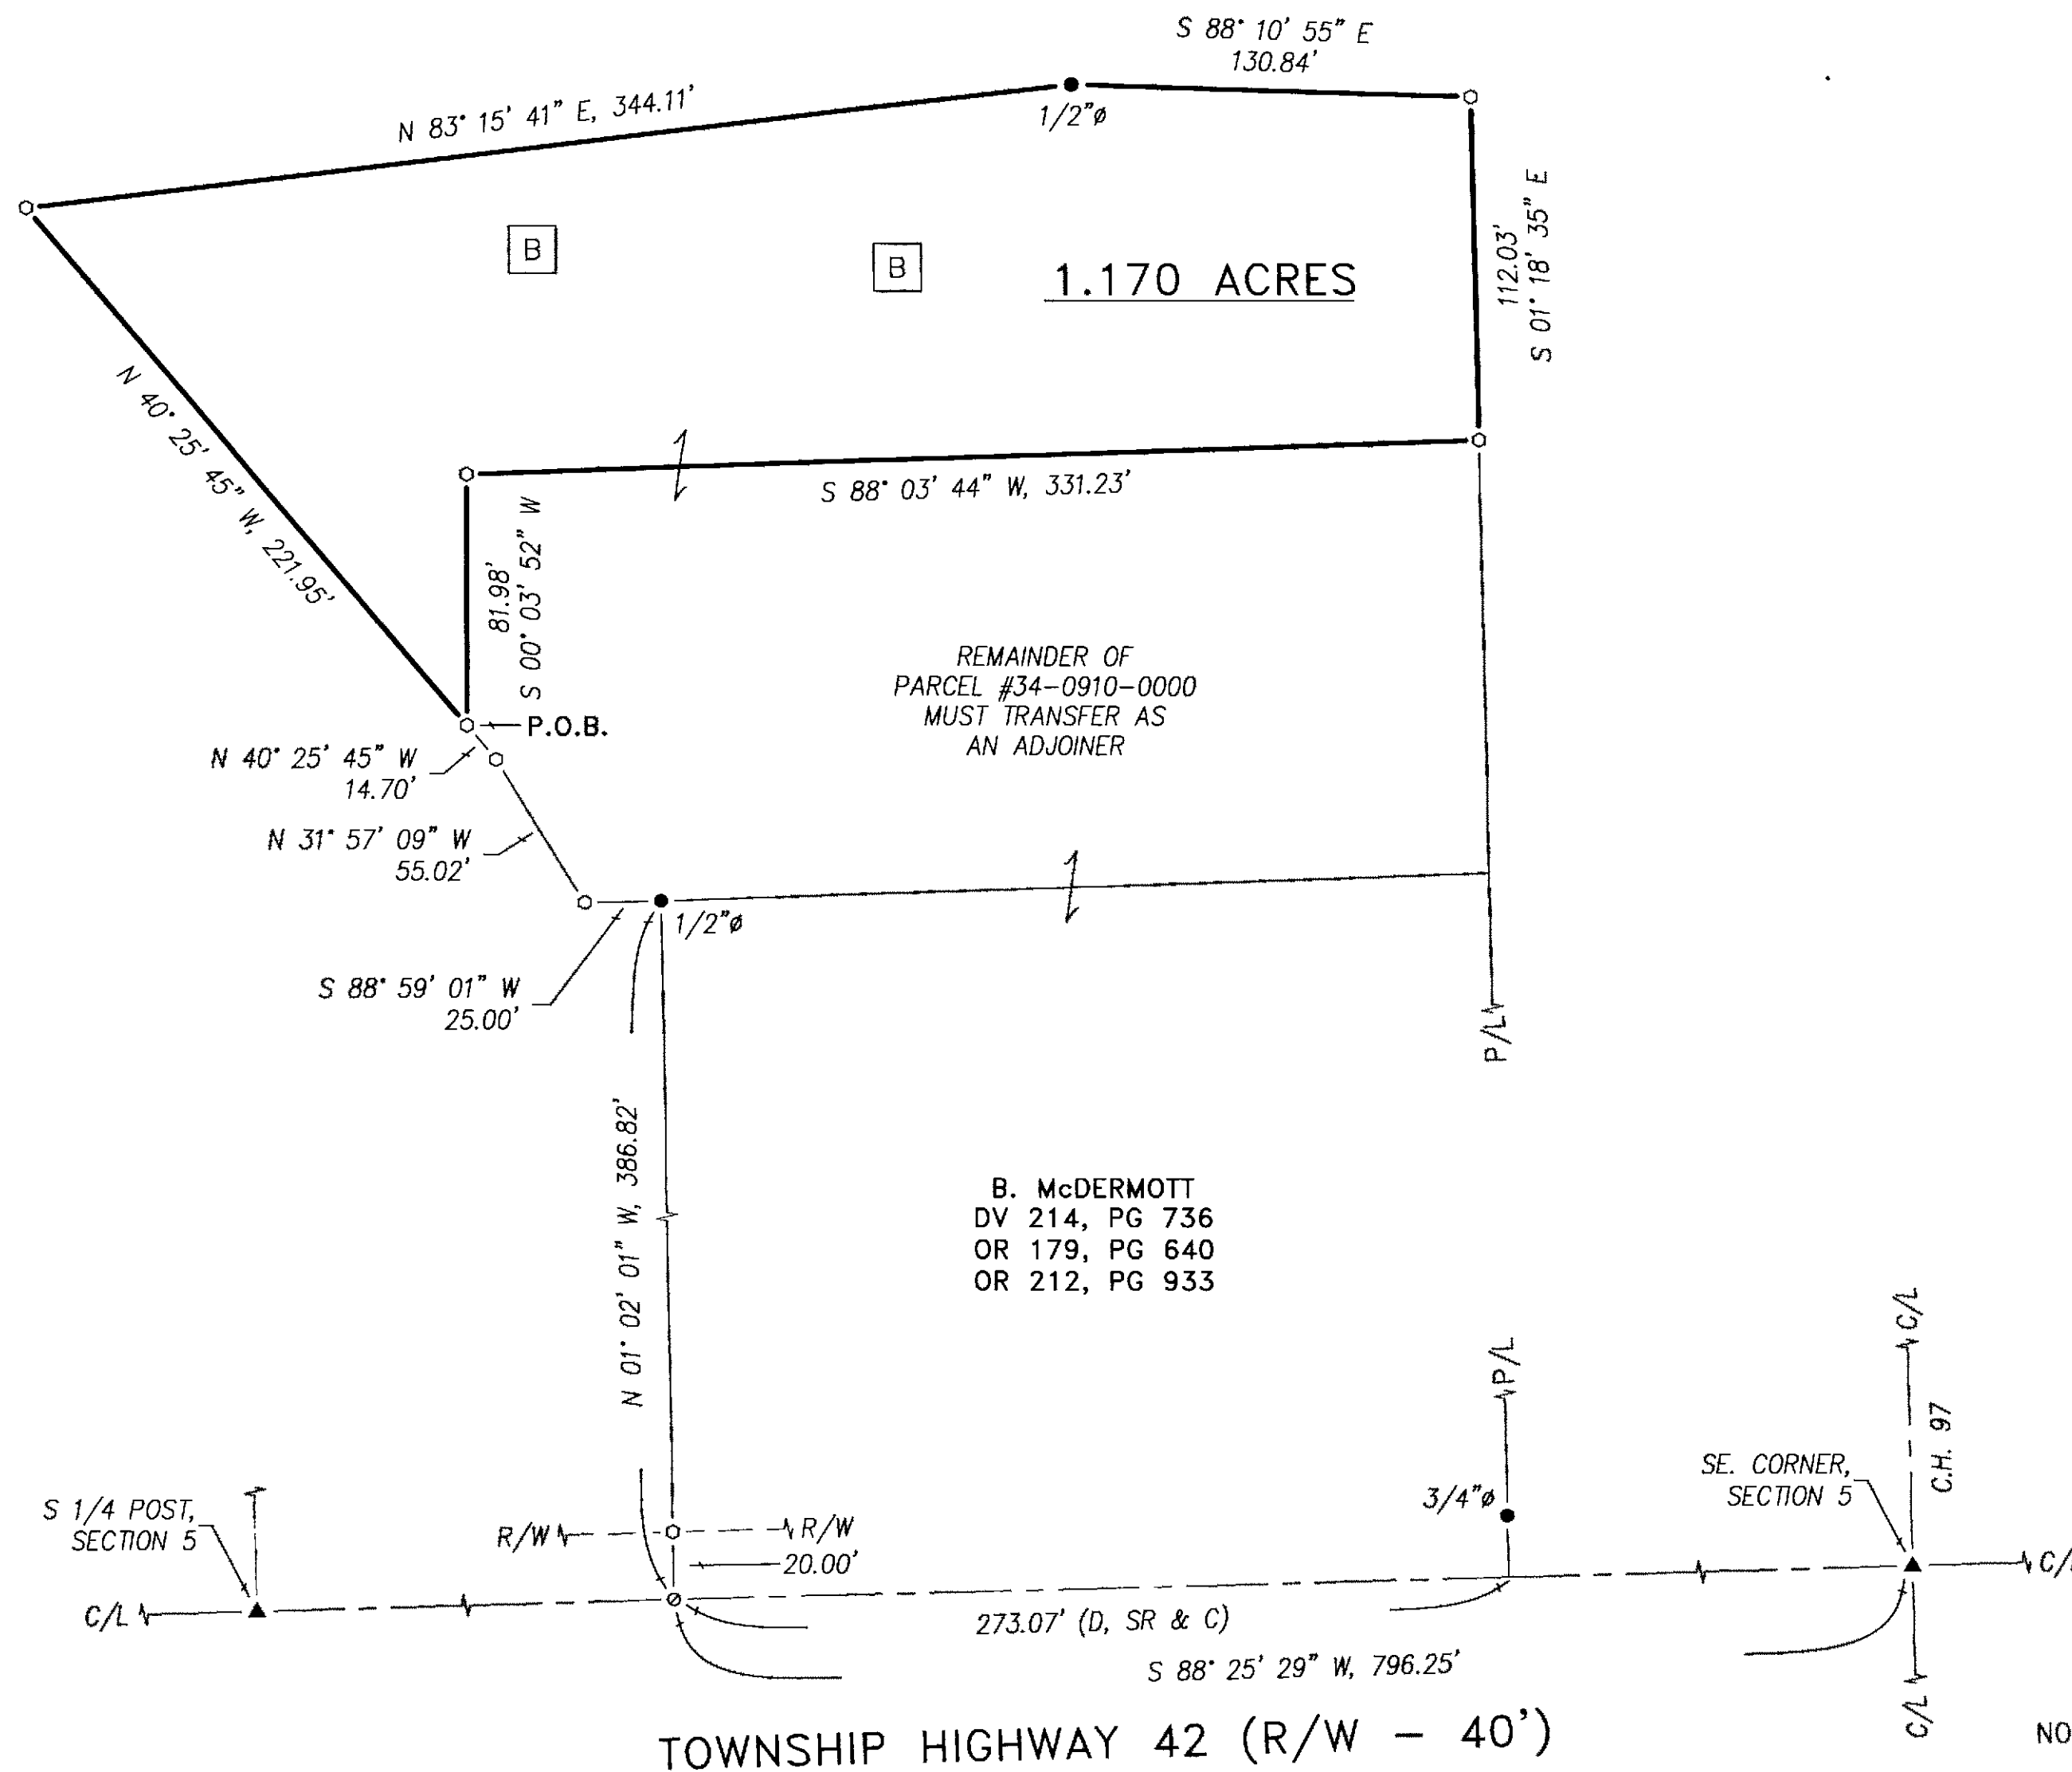 S 88° 10' 55" E
130.84'
N 83° 15' 41" E, 344.11'
1/2"ø
112.03'
S 01° 18' 35" E
B
B
1.170 ACRES
N 40° 25' 45" W, 221.95'
S 88° 03' 44" W, 331.23'
81.98'
S 00° 03' 52" W
REMAINDER OF
PARCEL #34-0910-0000
MUST TRANSFER AS
AN ADJOINER
P.O.B.
N 40° 25' 45" W
14.70'
N 31° 57' 09" W
55.02'
1/2"ø
S 88° 59' 01" W
25.00'
P/L
N 01° 02' 01" W, 386.82'
B. McDERMOTT
DV 214, PG 736
OR 179, PG 640
OR 212, PG 933
C/L
P/L
C.H. 97
SE. CORNER,
SECTION 5
3/4"ø
S 1/4 POST,
SECTION 5
R/W
R/W
20.00'
C/L
C/L
273.07' (D, SR & C)
S 88° 25' 29" W, 796.25'
C/L
TOWNSHIP HIGHWAY 42 (R/W - 40')
NO